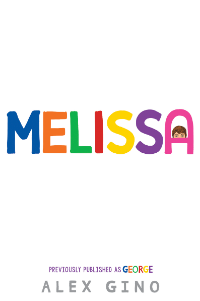 MELISSA
PREVIOUSLY PUBLISHED AS GEORGE
ALEX GINO